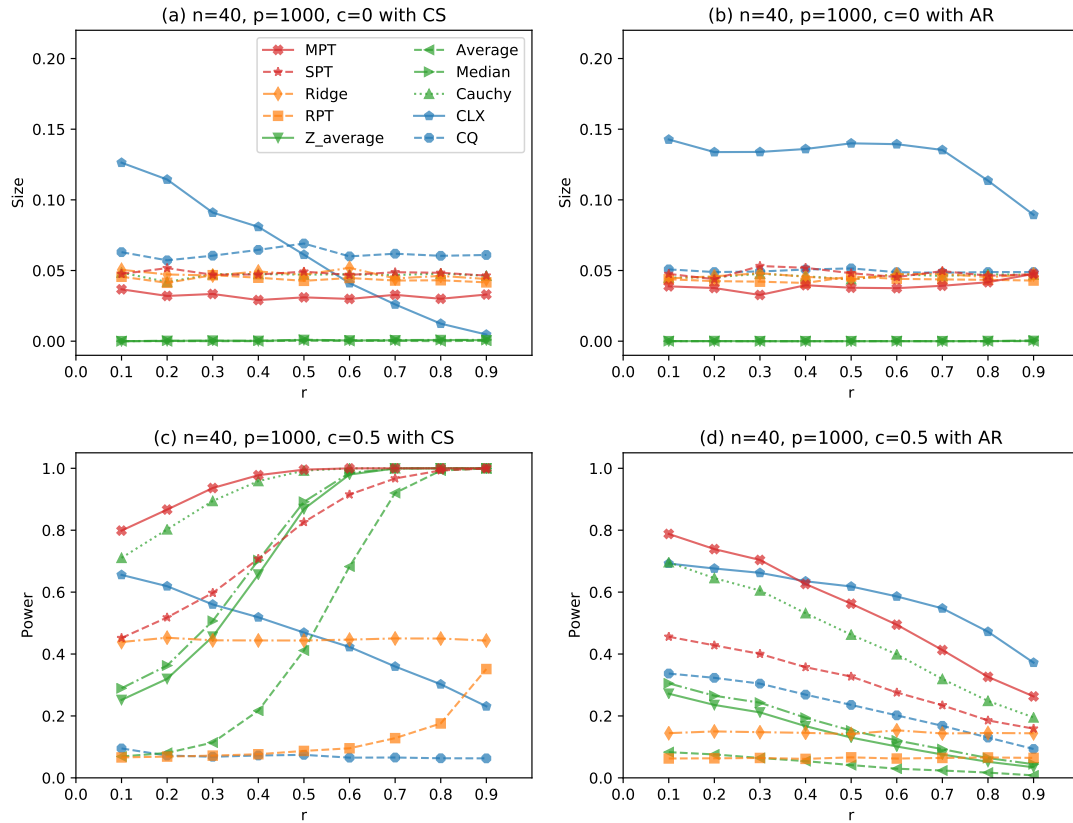 (a) n=40, p=1000, c=0 with CS
(b) n=40, p=1000, c=0 with AR
Size
0.20
0.15
0.10
0.05
0.00
MPT
SPT
Ridge
RPT
Z_average
Average
Median
Cauchy
CLX
CQ
0.0 0.1 0.2 0.3 0.4 0.5 0.6 0.7 0.8 0.9
r
Size
0.20
0.15
0.10
0.05
0.00
0.0 0.1 0.2 0.3 0.4 0.5 0.6 0.7 0.8 0.9
r
(c) n=40, p=1000, c=0.5 with CS
(d) n=40, p=1000, c=0.5 with AR
Power
1.0
0.8
0.6
0.4
0.2
0.0
0.0 0.1 0.2 0.3 0.4 0.5 0.6 0.7 0.8 0.9
r
Power
1.0
0.8
0.6
0.4
0.2
0.0
0.0 0.1 0.2 0.3 0.4 0.5 0.6 0.7 0.8 0.9
r